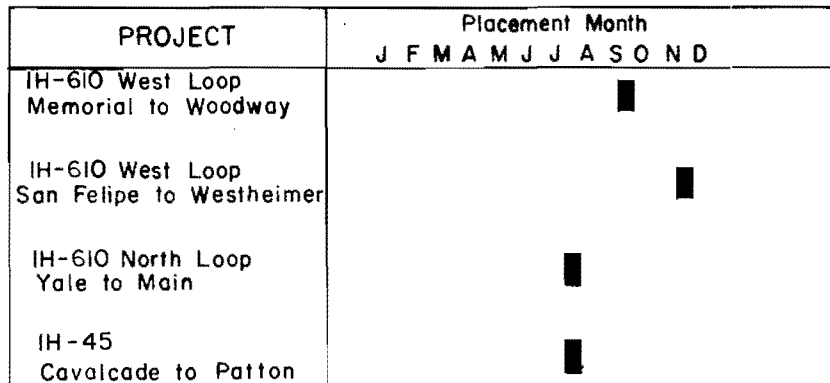 PROJECT
Placement Month
J F M A M J J A S O N D
IH-610 West Loop
Memorial to Woodway
IH-610 West Loop
San Felipe to Westheimer
IH-610 North Loop
Yale to Main
IH-45
Cavalcade to Patton